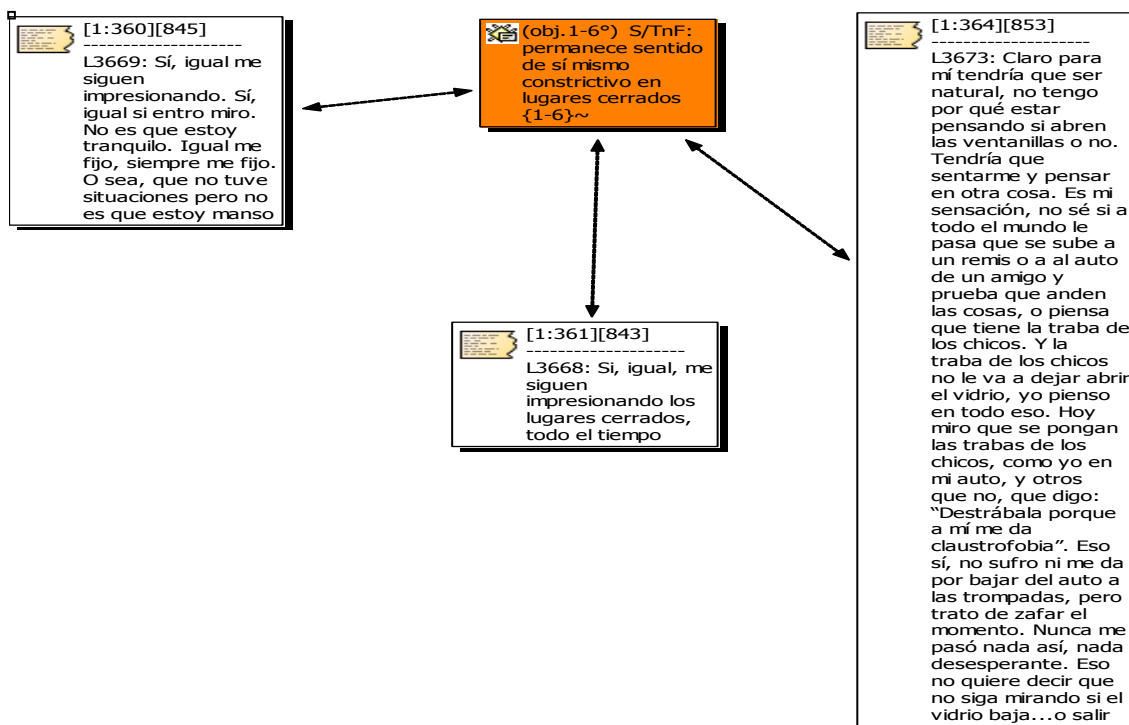 [1:360][845]
--------------------
L3669: Sí, igual me
siguen
impresionando. Sí,
igual si entro miro.
No es que estoy
tranquilo. Igual me
fijo, siempre me fijo.
O sea, que no tuve
situaciones pero no
es que estoy manso
(obj.1-6°) S/TnF:
permanece sentido
de sí mismo
constrictivo en
lugares cerrados
{1-6}~
[1:361][843]
--------------------
L3668: Si, igual, me
siguen
impresionando los
lugares cerrados,
todo el tiempo
[1:364][853]
--------------------
L3673: Claro para
mí tendría que ser
natural, no tengo
por qué estar
pensando si abren
las ventanillas o no.
Tendría que
sentarme y pensar
en otra cosa. Es mi
sensación, no sé si a
todo el mundo le
pasa que se sube a
un remis o a al auto
de un amigo y
prueba que anden
las cosas, o piensa
que tiene la traba de
los chicos. Y la
traba de los chicos
no le va a dejar abrir
el vidrio, yo pienso
en todo eso. Hoy
miro que se pongan
las trabas de los
chicos, como yo en
mi auto, y otros
que no, que digo:
“Destrábala porque
a mí me da
claustrofobia”. Eso
sí, no sufro ni me da
por bajar del auto a
las trompadas, pero
trato de zafar el
momento. Nunca me
pasó nada así, nada
desesperante. Eso
no quiere decir que
no siga mirando si el
vidrio baja...o salir